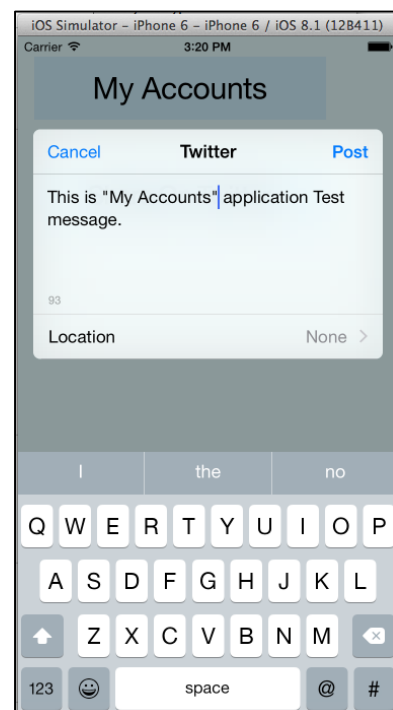 iOS Simulator – iPhone 6 – iPhone 6 / iOS 8.1 (12B411)
Carrier 3:20 PM
My Accounts
Cancel Twitter Post
This is "My Accounts" application Test
message.
93
Location None >
I the no
Q W E R T Y U I O P
A S D F G H J K L
Z X C V B N M
123 space @ #